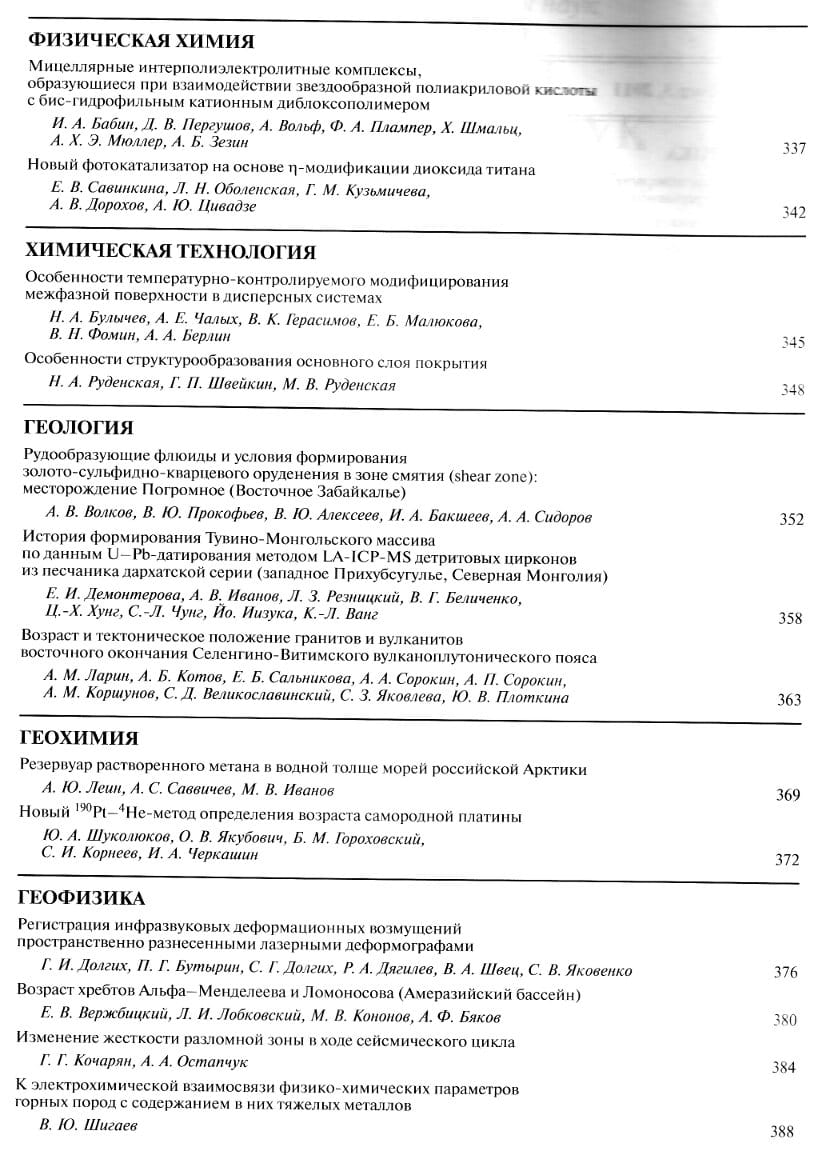 ФИЗИЧЕСКАЯ ХИМИЯ
Мицеллярные интерполиэлектролитные комплексы,
образующиеся при взаимодействии звездообразной полиакриловой кислоты
с бис-гидрофильным катионным диблоксополимером
И. А. Бабин, Д. В. Пергушов, А. Вольф, Ф. А. Плампер, Х. Шмальц,
А. Х. Э. Мюллер, А. Б. Зезин 337
Новый фотокатализатор на основе η-модификации диоксида титана
Е. В. Савинкина, Л. Н. Оболенская, Г. М. Кузьмичева,
А. В. Дорохов, А. Ю. Цивадзе 342
ХИМИЧЕСКАЯ ТЕХНОЛОГИЯ
Особенности температурно-контролируемого модифицирования
межфазной поверхности в дисперсных системах
Н. А. Булычев, А. Е. Чалых, В. К. Герасимов, Е. Б. Малюкова,
В. Н. Фомин, А. А. Берлин 345
Особенности структурообразования основного слоя покрытия
Н. А. Руденская, Г. П. Швейкин, М. В. Руденская 348
ГЕОЛОГИЯ
Рудообразующие флюиды и условия формирования
золото-сульфидно-кварцевого оруденения в зоне смятия (shear zone):
месторождение Погромное (Восточное Забайкалье)
А. В. Волков, В. Ю. Прокофьев, В. Ю. Алексеев, И. А. Бакшеев, А. А. Сидоров 352
История формирования Тувино-Монгольского массива
по данным U–Pb-датирования методом LA-ICP-MS детритовых цирконов
из песчаника дархатской серии (западное Прихубсугулье, Северная Монголия)
Е. И. Демонтерова, А. В. Иванов, Л. З. Резницкий, В. Г. Беличенко,
Ц.-Х. Хунг, С.-Л. Чунг, Йо. Иизука, К.-Л. Ванг 358
Возраст и тектоническое положение гранитов и вулканитов
восточного окончания Селенгино-Витимского вулканоплутонического пояса
А. М. Ларин, А. Б. Котов, Е. Б. Сальникова, А. А. Сорокин, А. П. Сорокин,
А. М. Коршунов, С. Д. Великославинский, С. З. Яковлева, Ю. В. Плоткина 363
ГЕОХИМИЯ
Резервуар растворенного метана в водной толще морей российской Арктики
А. Ю. Леин, А. С. Саввичев, М. В. Иванов 369
Новый ¹⁹⁰Pt–⁴He-метод определения возраста самородной платины
Ю. А. Шуколюков, О. В. Якубович, Б. М. Гороховский,
С. И. Корнеев, И. А. Черкашин 372
ГЕОФИЗИКА
Регистрация инфразвуковых деформационных возмущений
пространственно разнесенными лазерными деформографами
Г. И. Долгих, П. Г. Бутырин, С. Г. Долгих, Р. А. Дягилев, В. А. Швец, С. В. Яковенко 376
Возраст хребтов Альфа–Менделеева и Ломоносова (Амеразийский бассейн)
Е. В. Вержбицкий, Л. И. Лобковский, М. В. Кононов, А. Ф. Бяков 380
Изменение жесткости разломной зоны в ходе сейсмического цикла
Г. Г. Кочарян, А. А. Остапчук 384
К электрохимической взаимосвязи физико-химических параметров
горных пород с содержанием в них тяжелых металлов
В. Ю. Шигаев 388